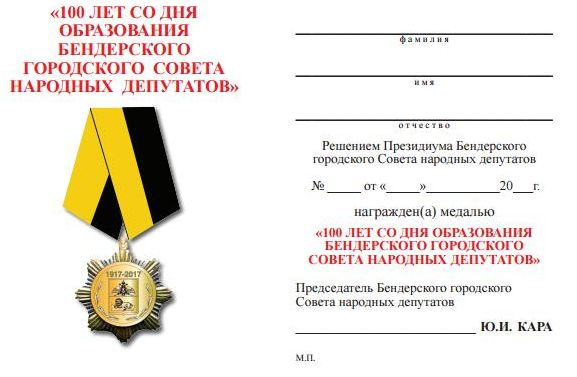 «100 ЛЕТ СО ДНЯ
ОБРАЗОВАНИЯ
БЕНДЕРСКОГО
ГОРОДСКОГО СОВЕТА
НАРОДНЫХ ДЕПУТАТОВ»
1917-2017
фамилия
имя
отчество
Решением Президиума Бендерского
городского Совета народных депутатов
№ _____ от «_____»___________20___г.
награжден(а) медалью
«100 ЛЕТ СО ДНЯ ОБРАЗОВАНИЯ
БЕНДЕРСКОГО ГОРОДСКОГО
СОВЕТА НАРОДНЫХ ДЕПУТАТОВ»
Председатель Бендерского городского
Совета народных депутатов
___________________________ Ю.И. КАРА
М.П.